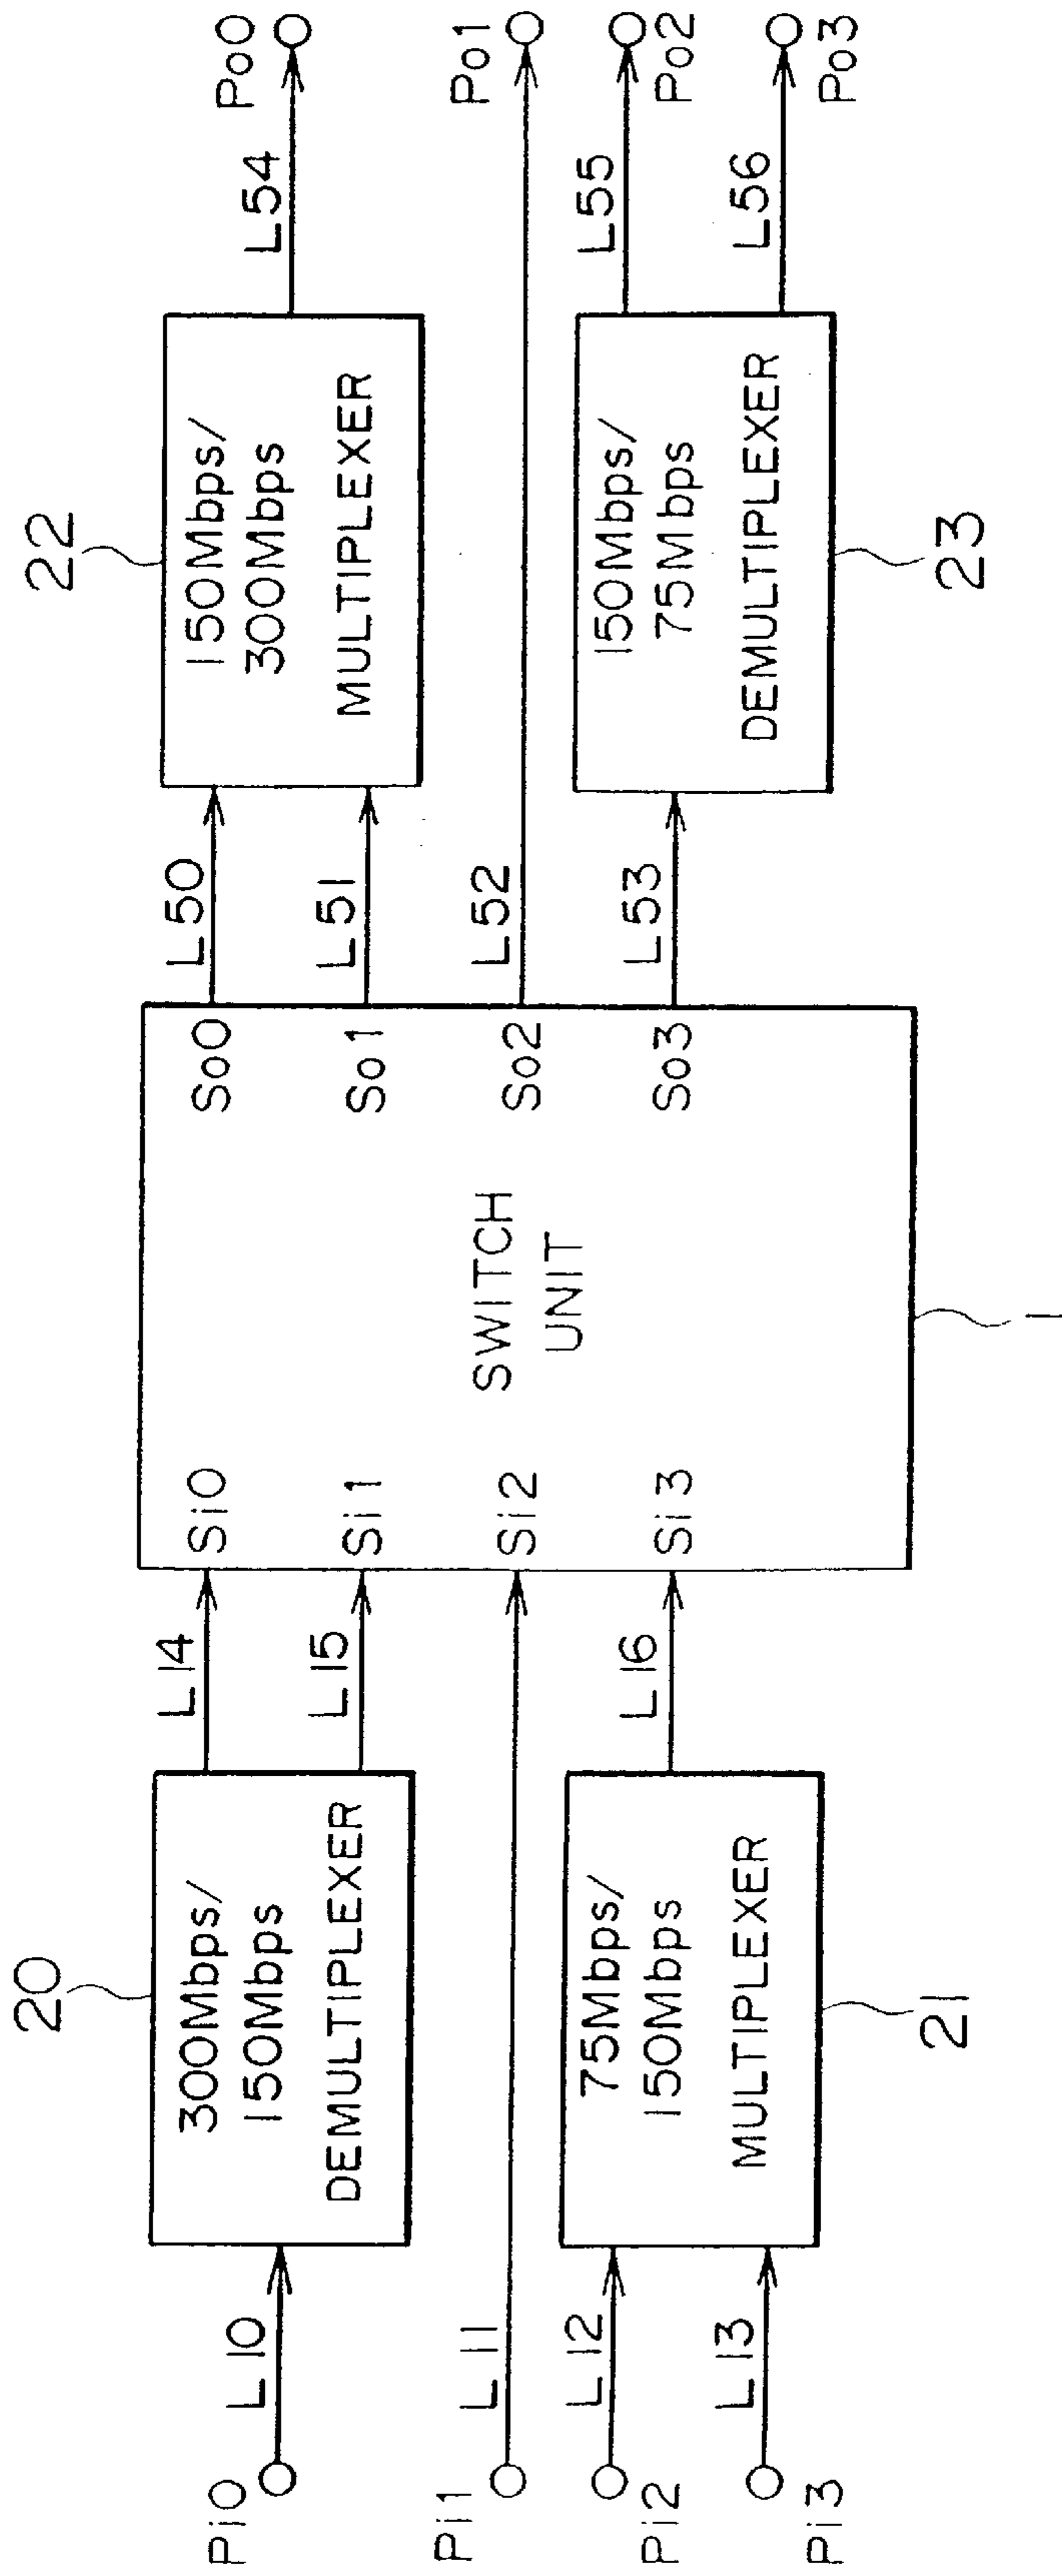 Pi0
L10
20
300Mbps/
150Mbps
DEMULTIPLEXER
L14
L15
Pi1
L11
Pi2
L12
Pi3
L13
75Mbps/
150Mbps
MULTIPLEXER
21
L16
Si0
Si1
Si2
Si3
SWITCH
UNIT
1
So0
So1
So2
So3
L50
L51
L52
L53
22
150Mbps/
300Mbps
MULTIPLEXER
L54
Po0
Po1
150Mbps/
75Mbps
DEMULTIPLEXER
23
L55
Po2
L56
Po3